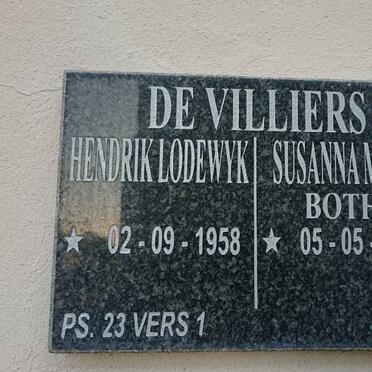 DE VILLIERS
HENDRIK LODEWYK SUSANNA
★ 02-09-1958 ★ 05-05-
PS. 23 VERS 1